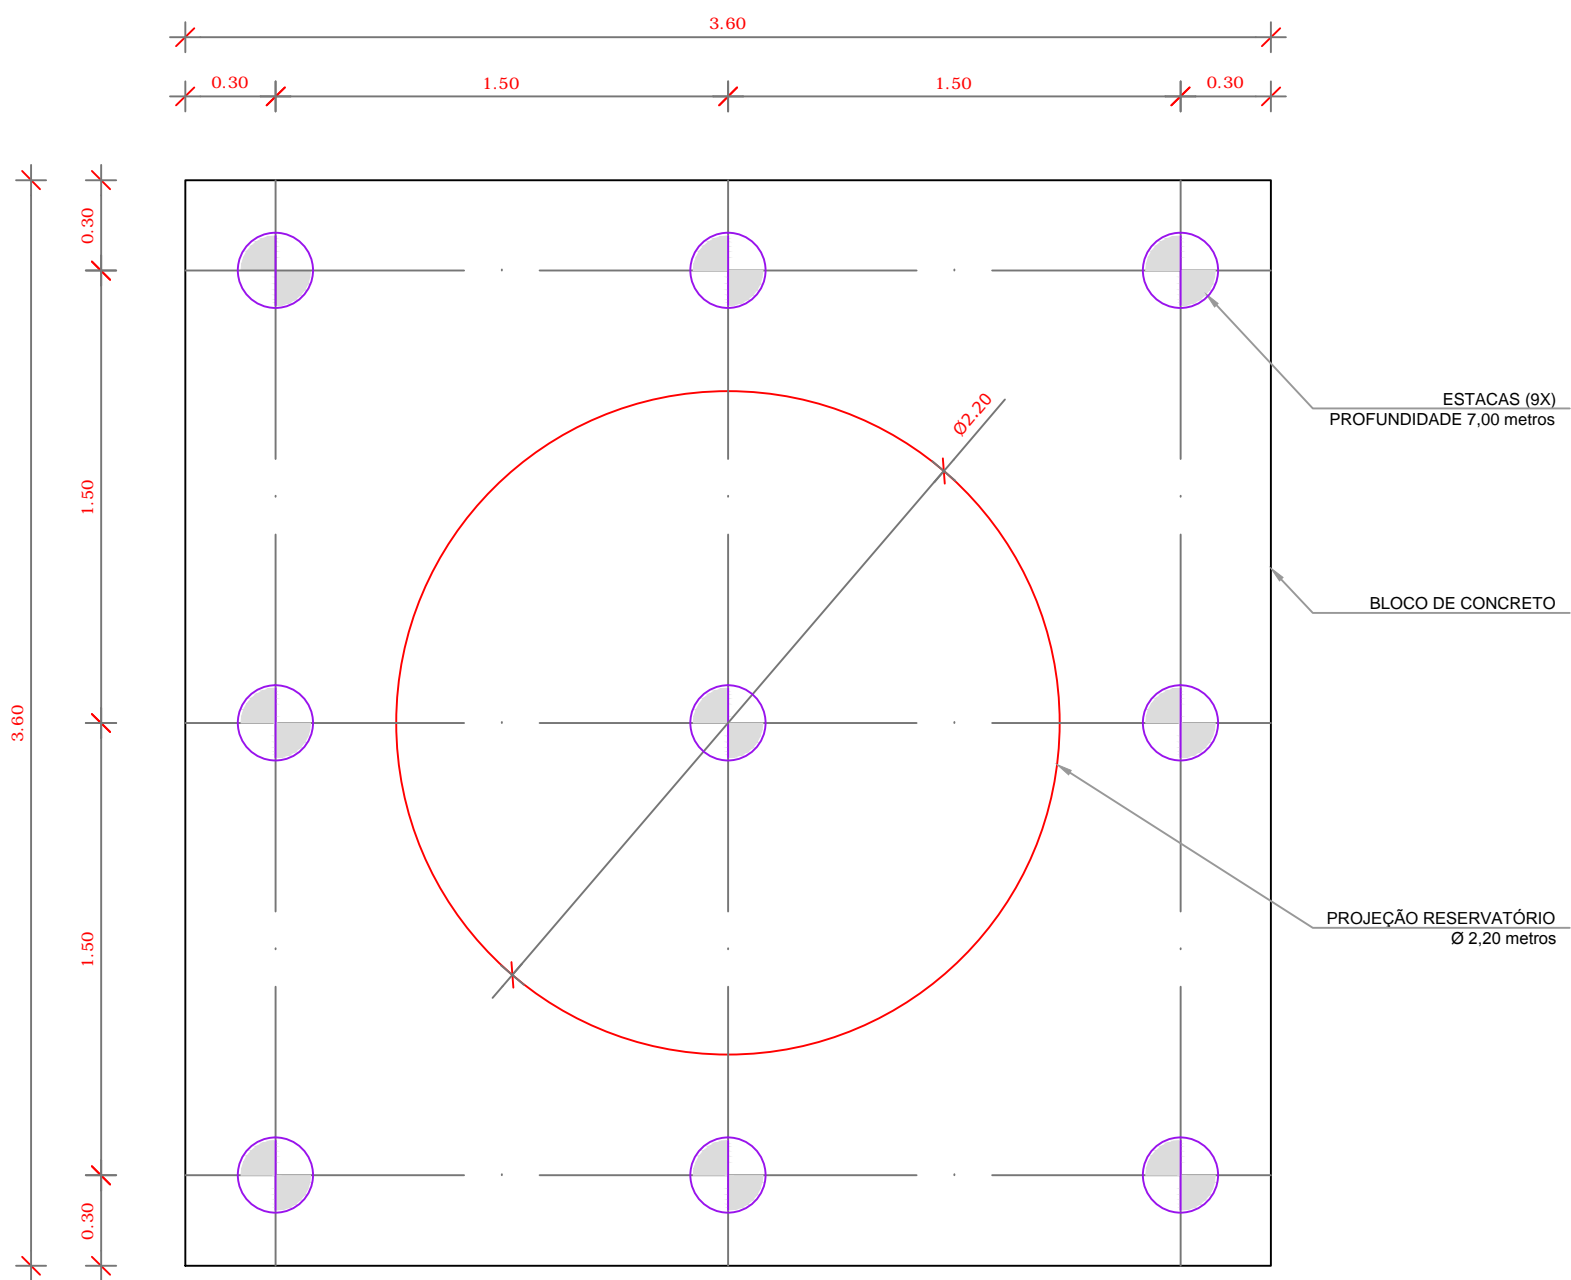 3.60
0.30
1.50
1.50
0.30
0.30
1.50
3.60
1.50
0.30
Ø2.20
ESTACAS (9X)
PROFUNDIDADE 7,00 metros
BLOCO DE CONCRETO
PROJEÇÃO RESERVATÓRIO
Ø 2,20 metros